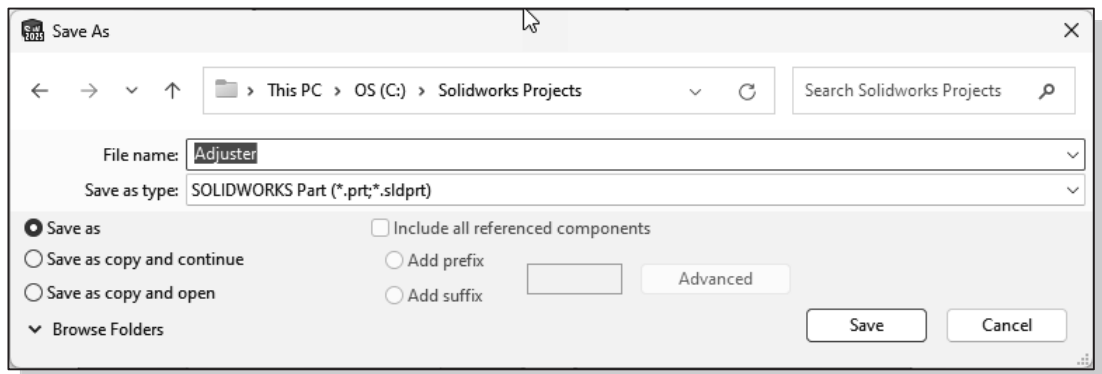 SW
2023
Save As
This PC > OS (C:) > Solidworks Projects
Search Solidworks Projects
File name: Adjuster
Save as type: SOLIDWORKS Part (*.prt;*.sldprt)
Save as
Include all referenced components
Save as copy and continue
Add prefix
Advanced
Save as copy and open
Add suffix
Browse Folders
Save
Cancel